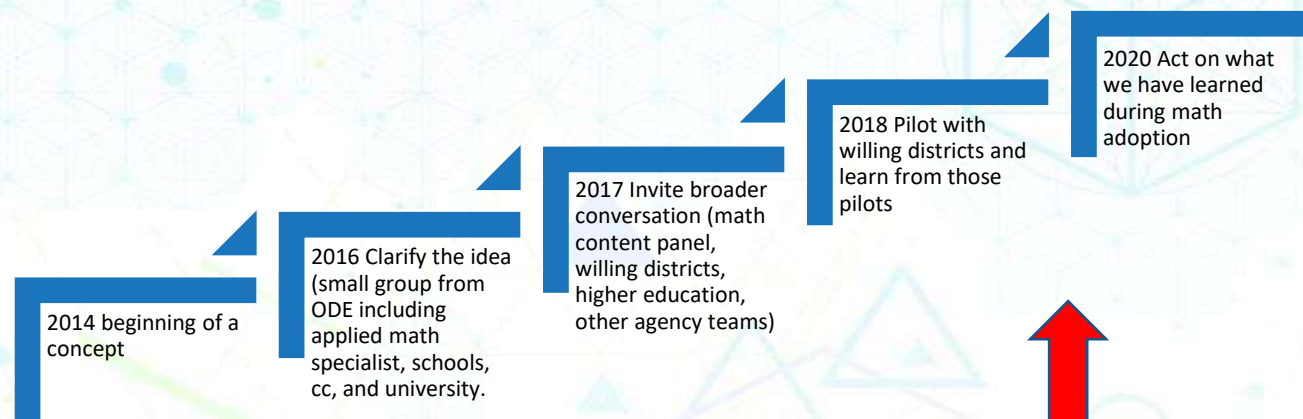 2014 beginning of a
concept
2016 Clarify the idea
(small group from
ODE including
applied math
specialist, schools,
cc, and university.
2017 Invite broader
conversation (math
content panel,
willing districts,
higher education,
other agency teams)
2018 Pilot with
willing districts and
learn from those
pilots
2020 Act on what
we have learned
during math
adoption